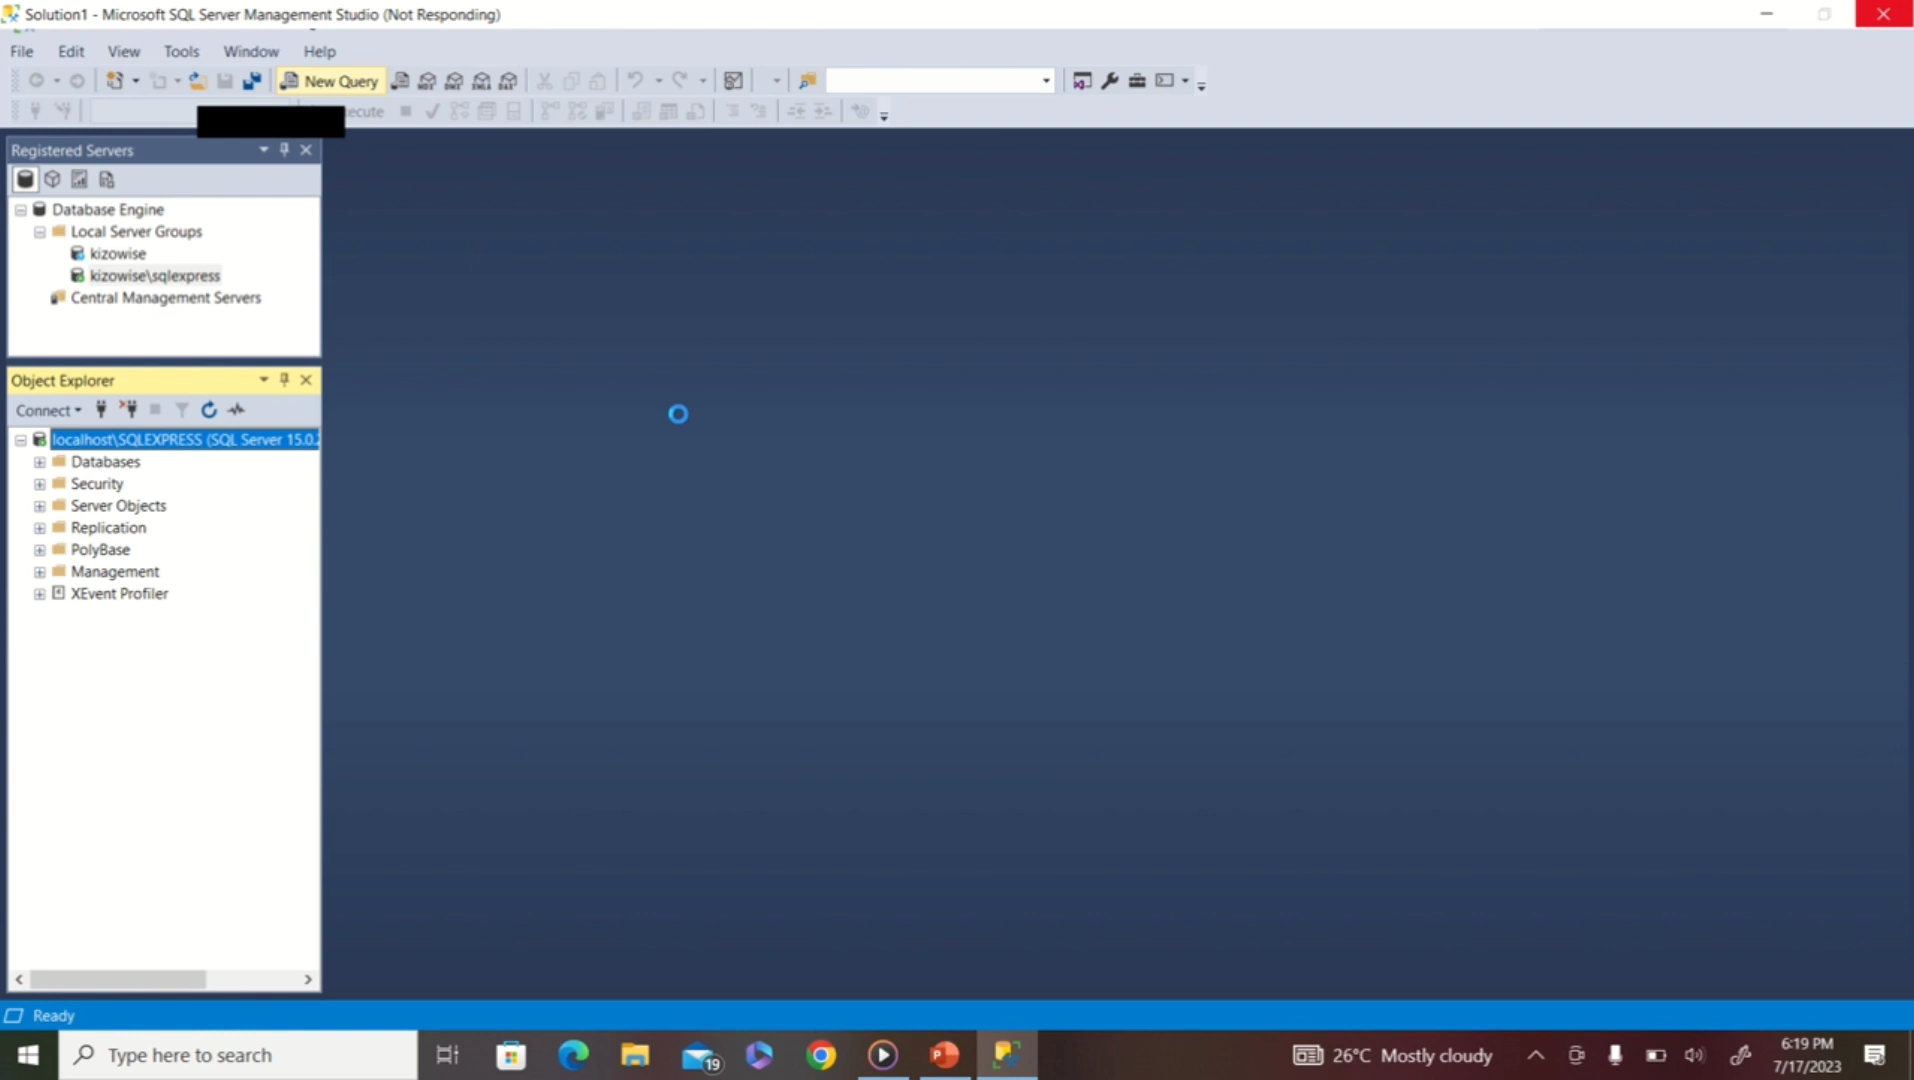 Solution1 - Microsoft SQL Server Management Studio (Not Responding)
File Edit View Tools Window Help
New Query
ecute
Registered Servers
Database Engine
Local Server Groups
kizowise
kizowise\sqlexpress
Central Management Servers
Object Explorer
Connect
localhost\SQLEXPRESS (SQL Server 15.0.2
Databases
Security
Server Objects
Replication
PolyBase
Management
XEvent Profiler
Ready
Type here to search
19
26°C Mostly cloudy
6:19 PM
7/17/2023